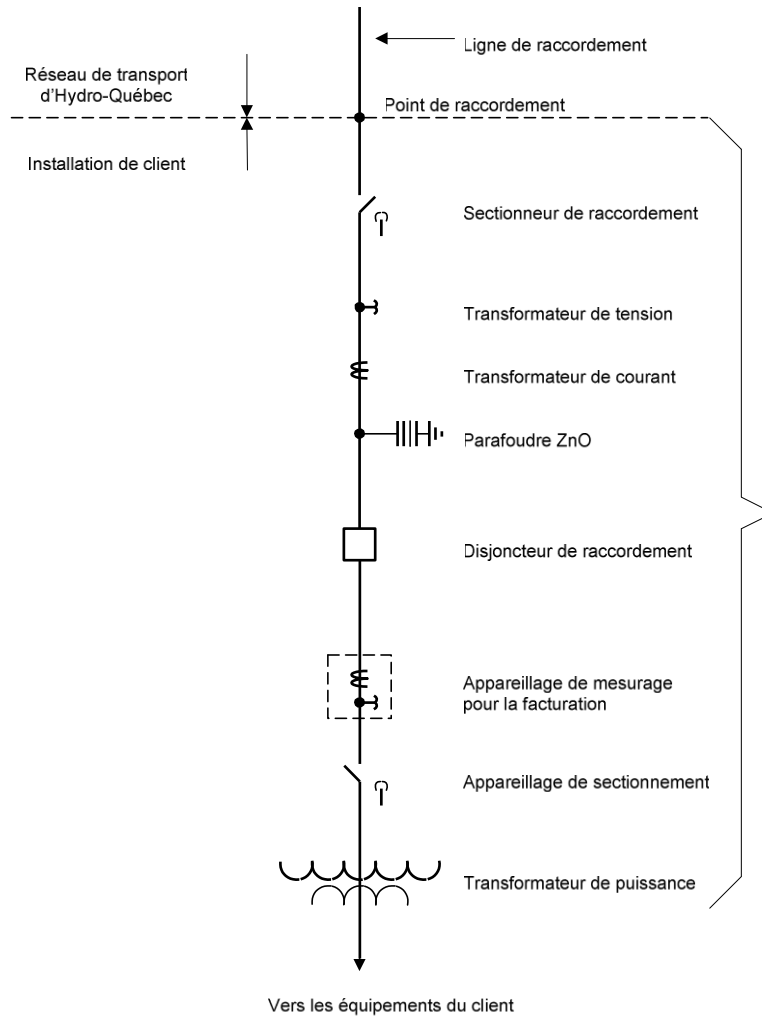 Ligne de raccordement
Réseau de transport
d'Hydro-Québec
Point de raccordement
Installation de client
Sectionneur de raccordement
Transformateur de tension
Transformateur de courant
Parafoudre ZnO
Disjoncteur de raccordement
Appareillage de mesurage
pour la facturation
Appareillage de sectionnement
Transformateur de puissance
Vers les équipements du client